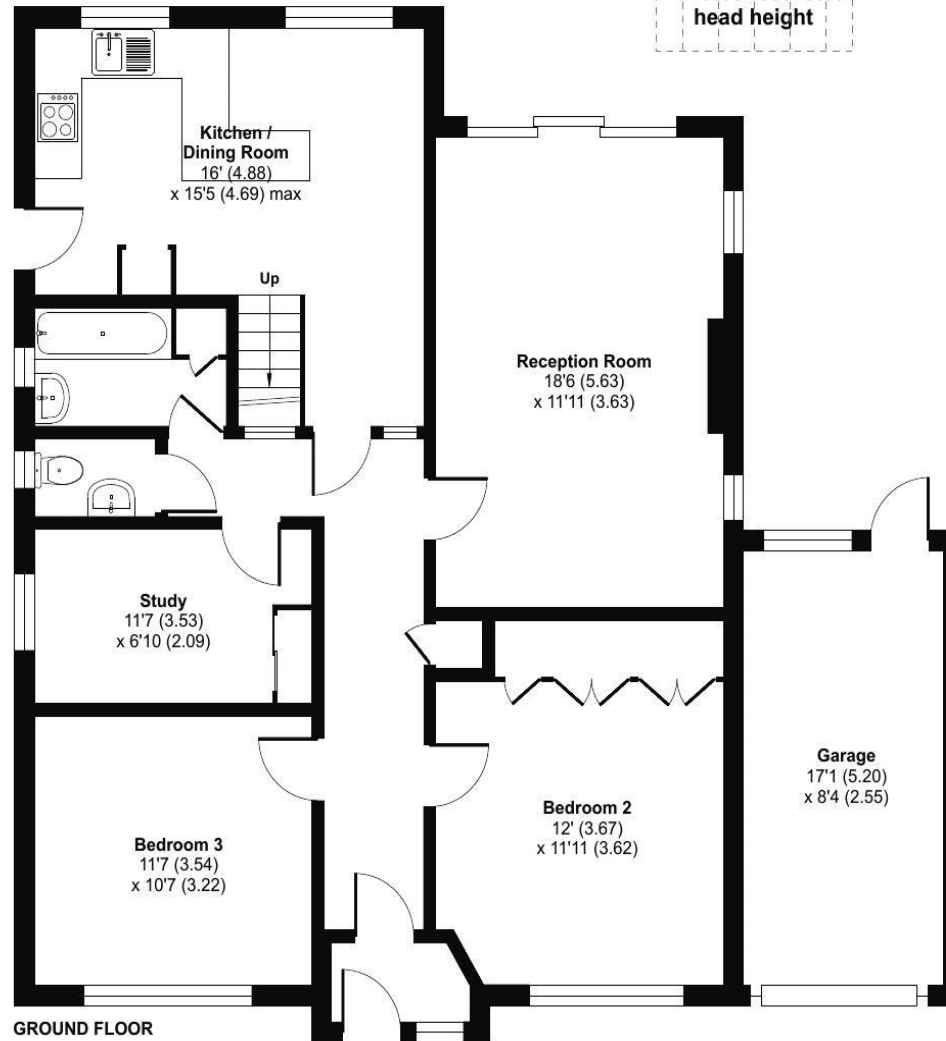 head height
Kitchen /
Dining Room
16' (4.88)
x 15'5 (4.69) max
Up
Reception Room
18'6 (5.63)
x 11'11 (3.63)
Study
11'7 (3.53)
x 6'10 (2.09)
Garage
17'1 (5.20)
x 8'4 (2.55)
Bedroom 2
12' (3.67)
x 11'11 (3.62)
Bedroom 3
11'7 (3.54)
x 10'7 (3.22)
GROUND FLOOR